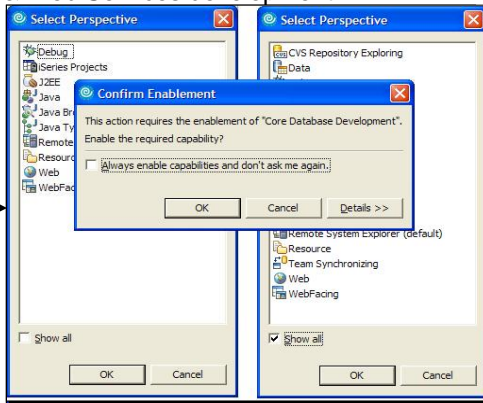 Select Perspective
Debug
iSeries Projects
J2EE
Java
Java Br
Java Ty
Remote
Resourc
Web
WebFac
Show all
OK Cancel
Select Perspective
CVS Repository Exploring
Data
Confirm Enablement
This action requires the enablement of "Core Database Development".
Enable the required capability?
Always enable capabilities and don't ask me again.
OK Cancel Details >>
Remote System Explorer (default)
Resource
Team Synchronizing
Web
WebFacing
Show all
OK Cancel